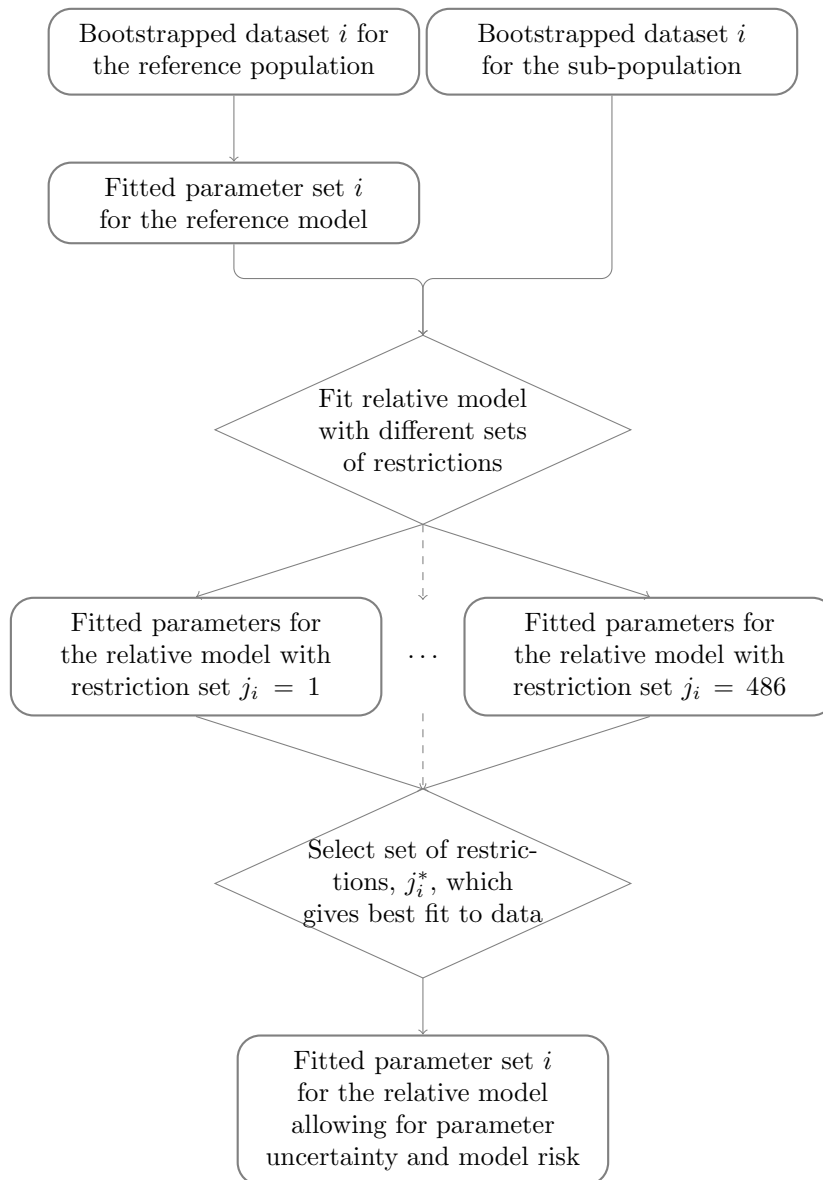 Bootstrapped dataset i for
the reference population
Bootstrapped dataset i
for the sub-population
Fitted parameter set i
for the reference model
Fit relative model
with different sets
of restrictions
Fitted parameters for
the relative model with
restriction set j_i = 1
...
Fitted parameters for
the relative model with
restriction set j_i = 486
Select set of restric-
tions, j_i^*, which
gives best fit to data
Fitted parameter set i
for the relative model
allowing for parameter
uncertainty and model risk